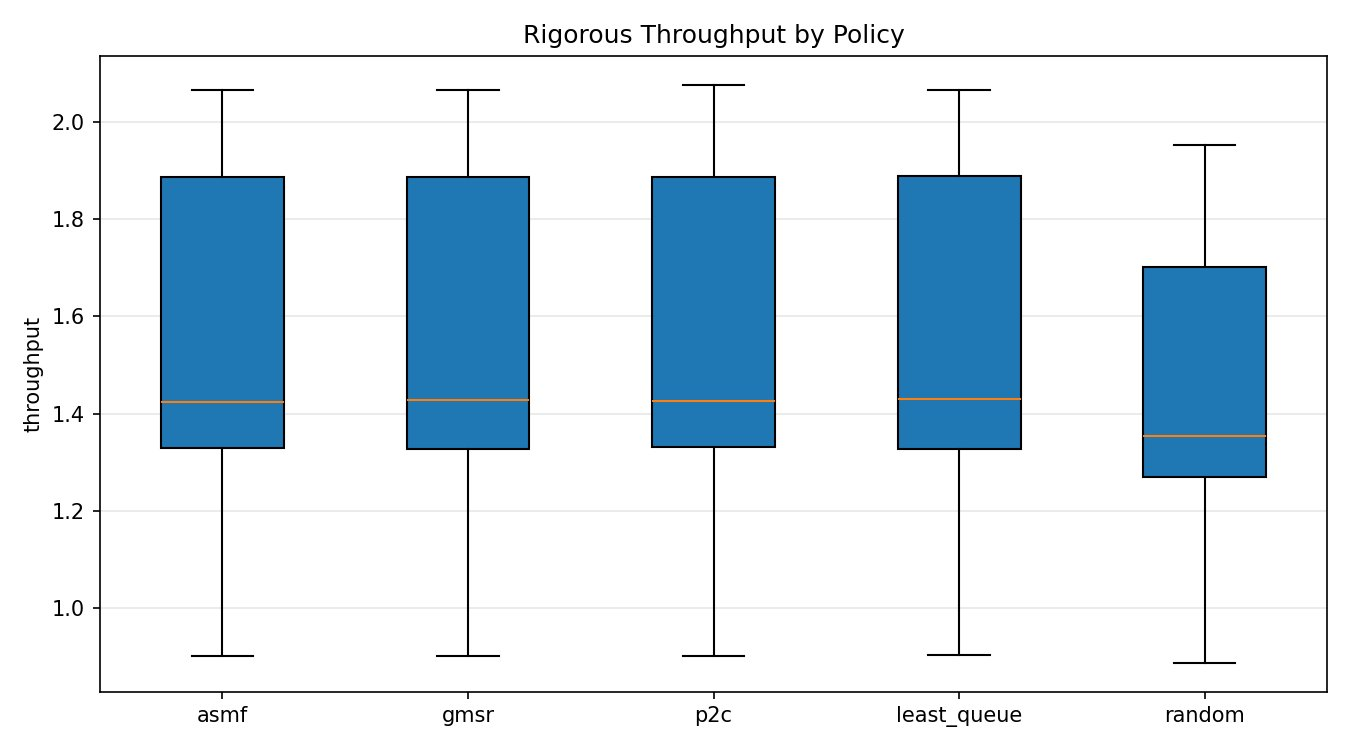 Rigorous Throughput by Policy
throughput
2.0
1.8
1.6
1.4
1.2
1.0
asmf gmsr p2c least_queue random